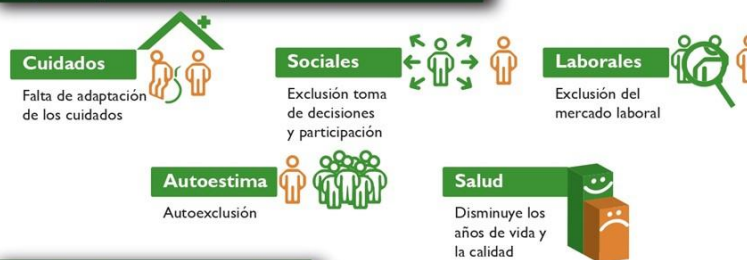 Cuidados
Falta de adaptación
de los cuidados
Sociales
Exclusión toma
de decisiones
y participación
Laborales
Exclusión del
mercado laboral
Autoestima
Autoexclusión
Salud
Disminuye los
años de vida y
la calidad